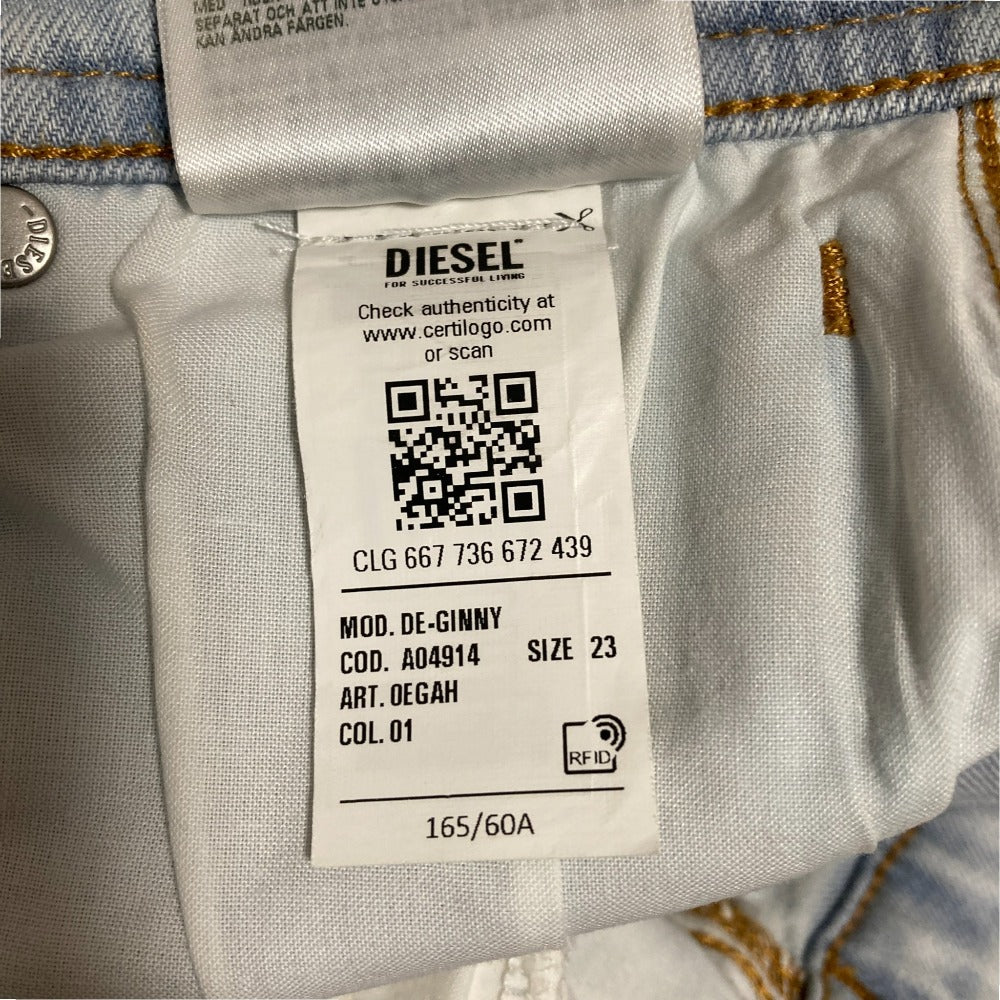 SEPARAT OCH ATT INTE
KAN ÄNDRA FÄRGEN.
DIESE
DIESEL
FOR SUCCESSFUL LIVING
Check authenticity at
www.certilogo.com
or scan
CLG 667 736 672 439
MOD. DE-GINNY
COD. A04914 SIZE 23
ART. 0EGAH
COL. 01
RFID
165/60A